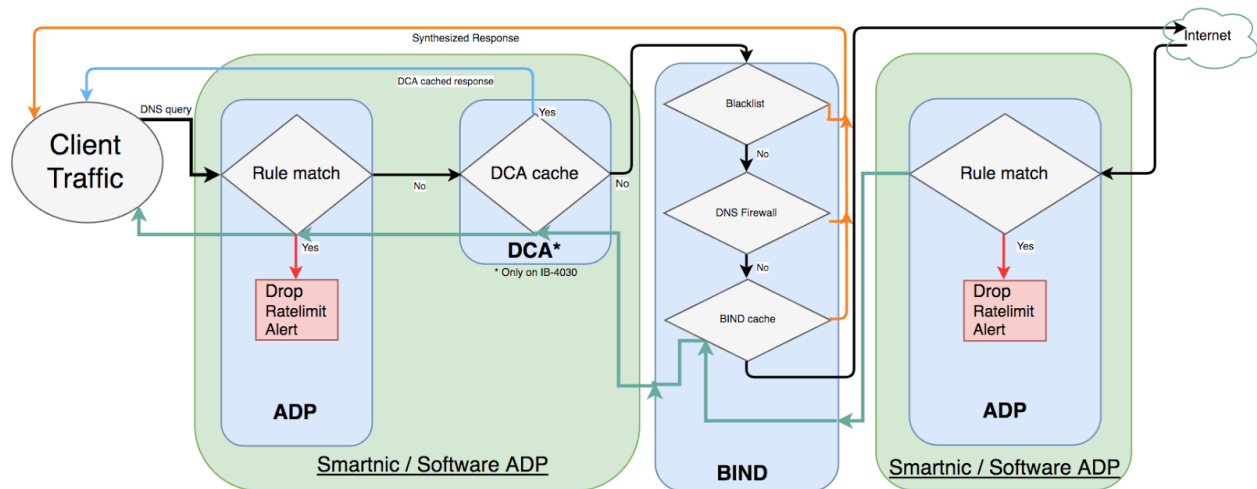 Synthesized Response
Internet
DCA cached response
DNS query
Yes
Blacklist
Client
Traffic
Rule match
No
DCA cache
No
No
Rule match
DNS Firewall
Yes
DCA*
* Only on IB-4030
No
Yes
Drop
Ratelimit
Alert
BIND cache
Drop
Ratelimit
Alert
ADP
ADP
BIND
Smartnic / Software ADP
Smartnic / Software ADP